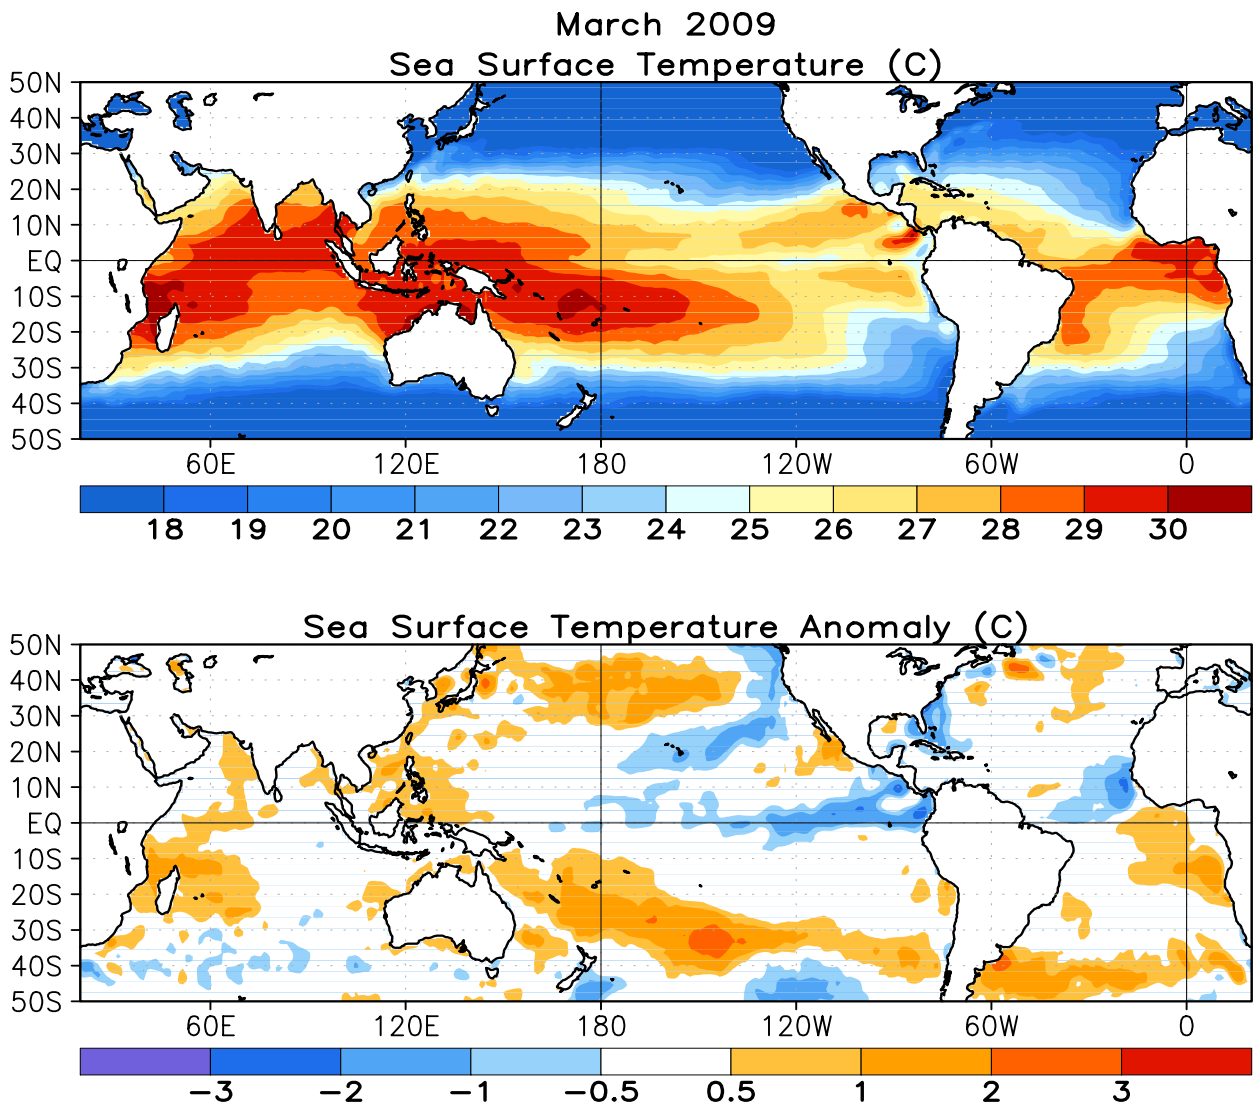 March 2009
Sea Surface Temperature (C)
50N
40N
30N
20N
10N
EQ
10S
20S
30S
40S
50S
60E 120E 180 120W 60W 0
18 19 20 21 22 23 24 25 26 27 28 29 30
Sea Surface Temperature Anomaly (C)
50N
40N
30N
20N
10N
EQ
10S
20S
30S
40S
50S
60E 120E 180 120W 60W 0
−3 −2 −1 −0.5 0.5 1 2 3